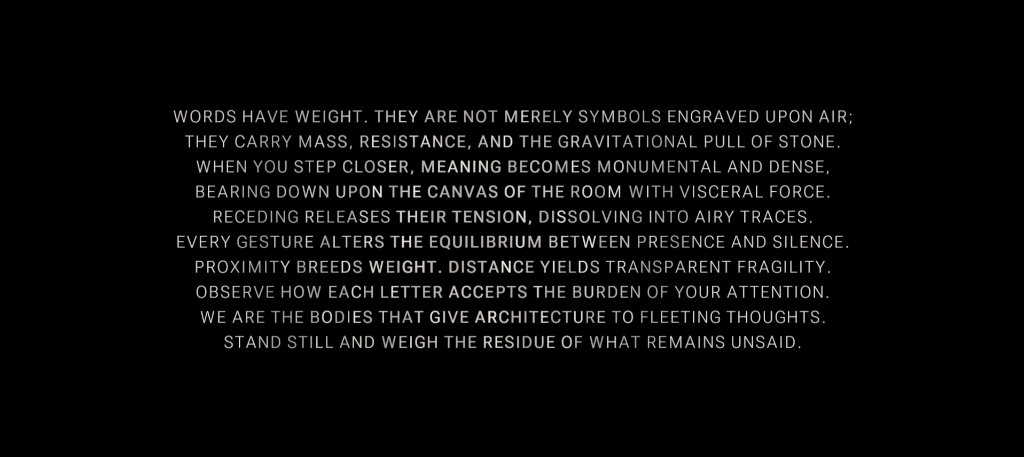 WORDS HAVE WEIGHT. THEY ARE NOT MERELY SYMBOLS ENGRAVED UPON AIR;
THEY CARRY MASS, RESISTANCE, AND THE GRAVITATIONAL PULL OF STONE.
WHEN YOU STEP CLOSER, MEANING BECOMES MONUMENTAL AND DENSE,
BEARING DOWN UPON THE CANVAS OF THE ROOM WITH VISCERAL FORCE.
RECEDING RELEASES THEIR TENSION, DISSOLVING INTO AIRY TRACES.
EVERY GESTURE ALTERS THE EQUILIBRIUM BETWEEN PRESENCE AND SILENCE.
PROXIMITY BREEDS WEIGHT. DISTANCE YIELDS TRANSPARENT FRAGILITY.
OBSERVE HOW EACH LETTER ACCEPTS THE BURDEN OF YOUR ATTENTION.
WE ARE THE BODIES THAT GIVE ARCHITECTURE TO FLEETING THOUGHTS.
STAND STILL AND WEIGH THE RESIDUE OF WHAT REMAINS UNSAID.